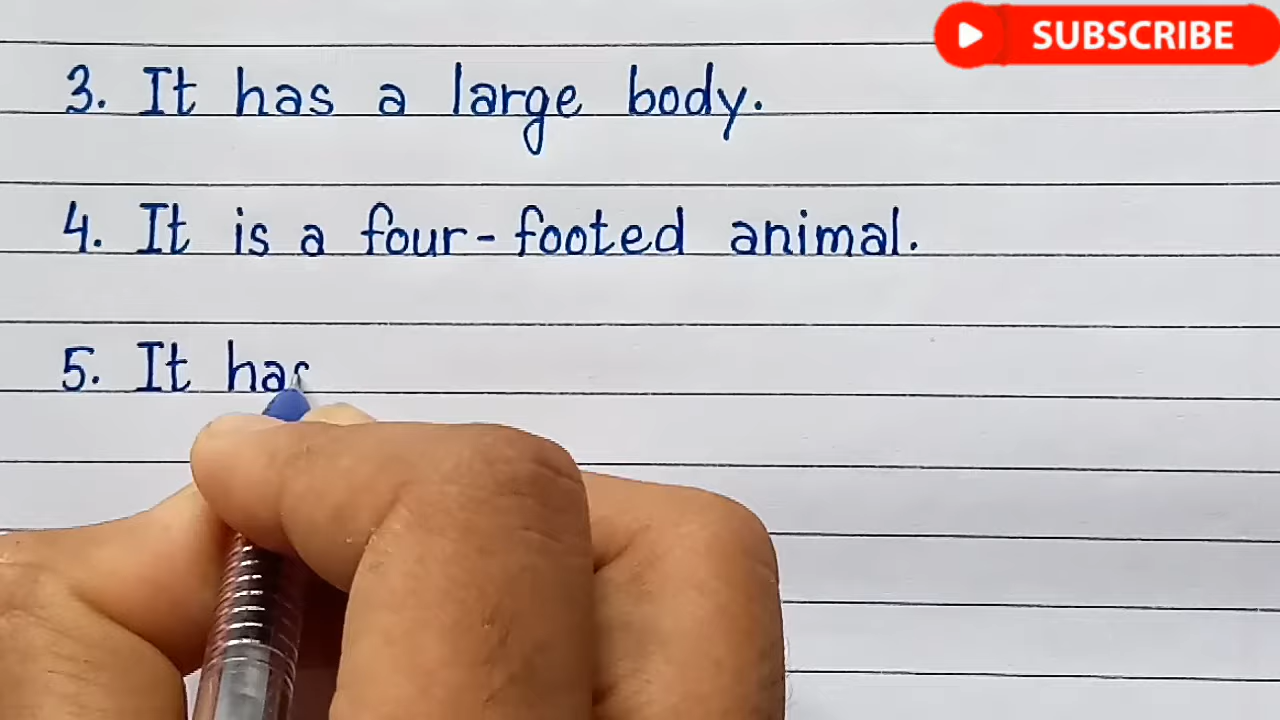 SUBSCRIBE
3. It has a large body.
4. It is a four-footed animal.
5. It has